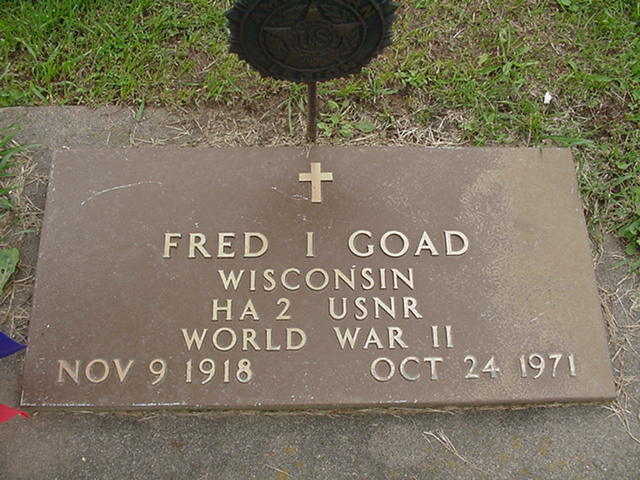 U.S
FRED I GOAD
WISCONSIN
HA 2 USNR
WORLD WAR II
NOV 9 1918 OCT 24 1971